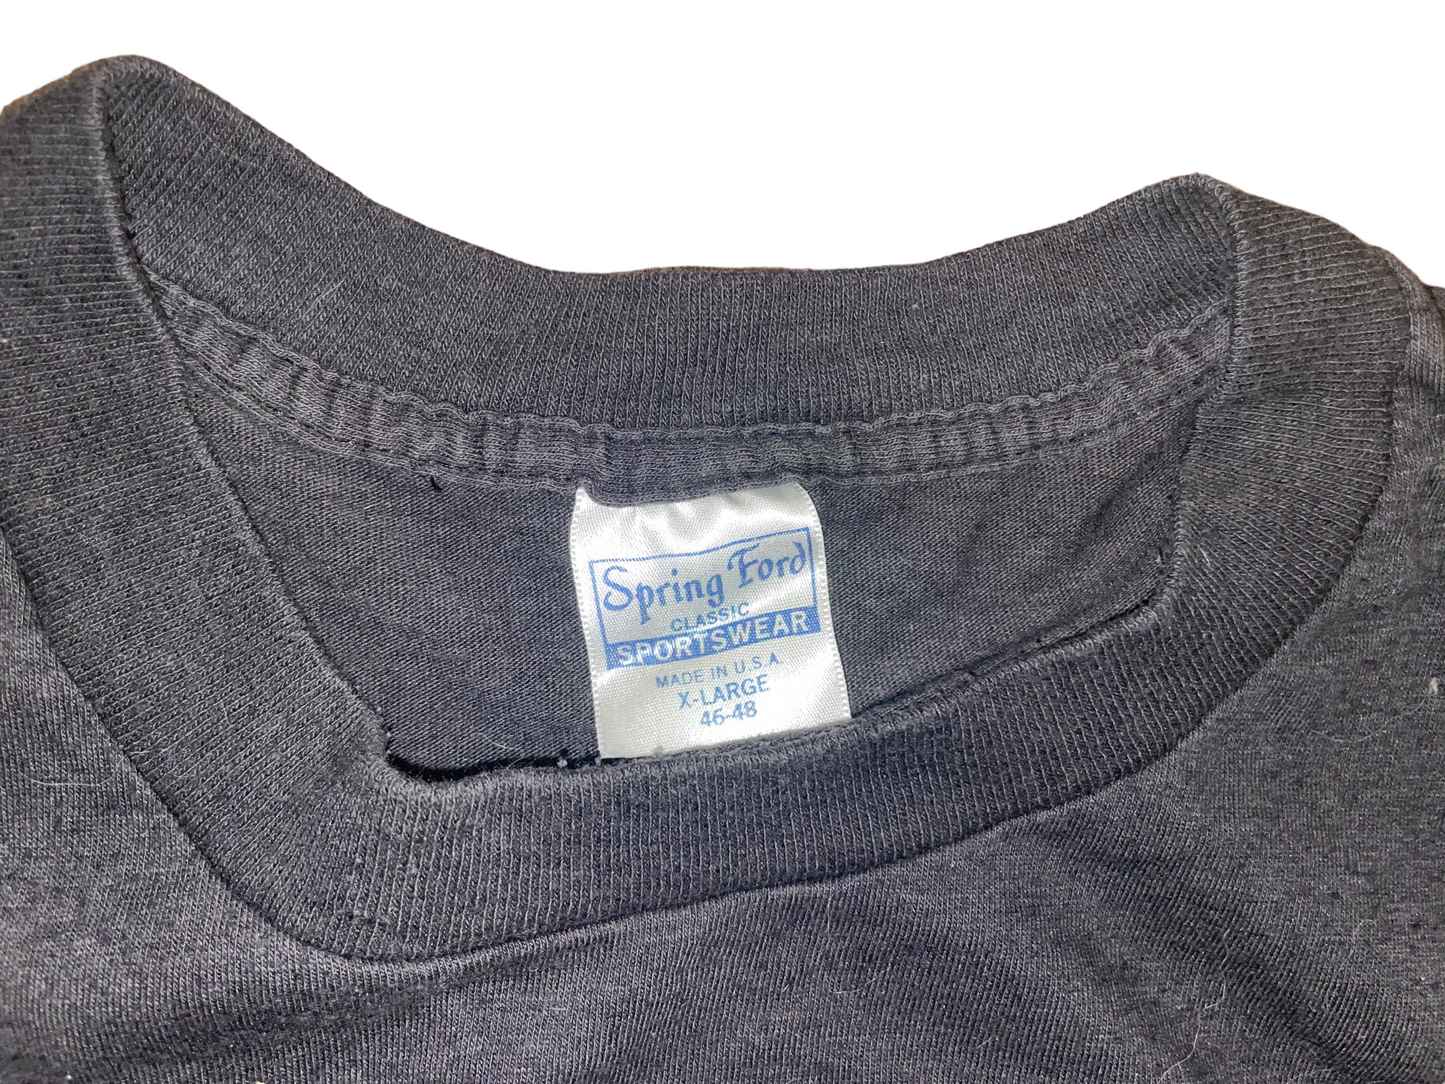 Spring Ford
CLASSIC
SPORTSWEAR
MADE IN U.S.A.
X-LARGE
46-48